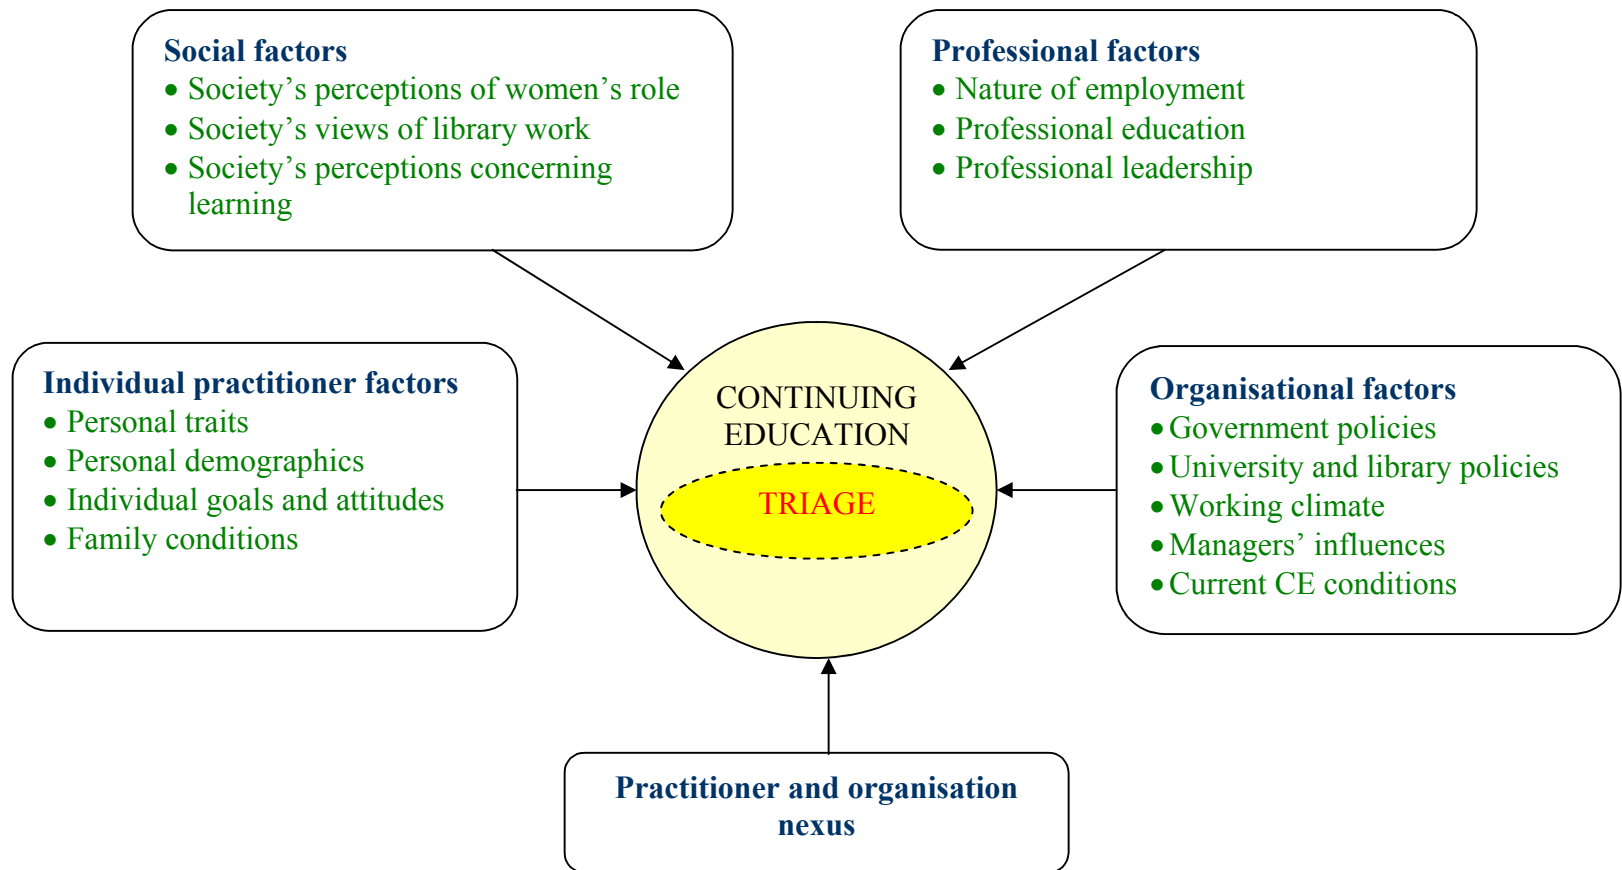 Social factors
• Society’s perceptions of women’s role
• Society’s views of library work
• Society’s perceptions concerning
learning
Professional factors
• Nature of employment
• Professional education
• Professional leadership
Individual practitioner factors
• Personal traits
• Personal demographics
• Individual goals and attitudes
• Family conditions
CONTINUING
EDUCATION
TRIAGE
Organisational factors
• Government policies
• University and library policies
• Working climate
• Managers’ influences
• Current CE conditions
Practitioner and organisation
nexus